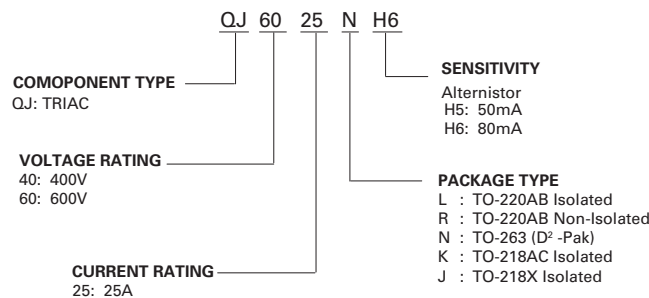 QJ 60 25 N H6
COMOPONENT TYPE
QJ: TRIAC
VOLTAGE RATING
40: 400V
60: 600V
CURRENT RATING
25: 25A
SENSITIVITY
Alternistor
H5: 50mA
H6: 80mA
PACKAGE TYPE
L : TO-220AB Isolated
R : TO-220AB Non-Isolated
N : TO-263 (D² -Pak)
K : TO-218AC Isolated
J : TO-218X Isolated